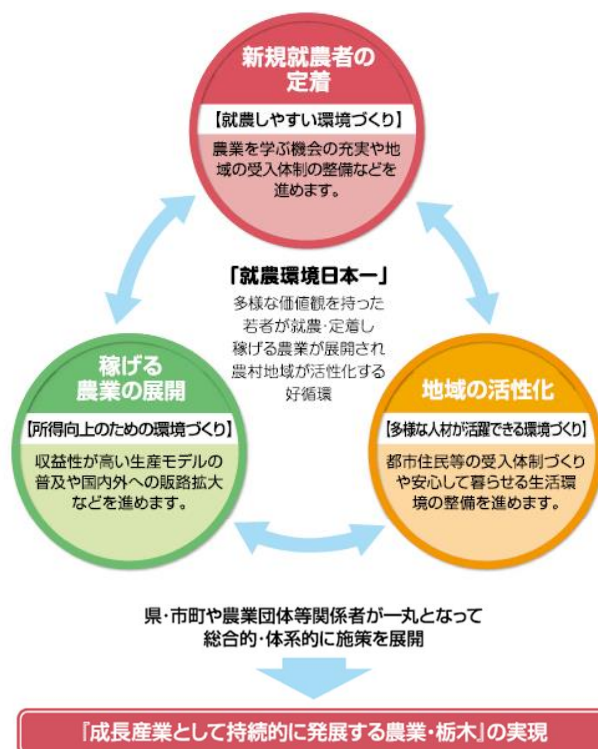 新規就農者の
定着
【就農しやすい環境づくり】
農業を学ぶ機会の充実や地
域の受入体制の整備などを
進めます。
「就農環境日本一」
多様な価値観を持った
若者が就農・定着し
稼げる農業が展開され
農村地域が活性化する
好循環
稼げる
農業の展開
【所得向上のための環境づくり】
収益性が高い生産モデルの
普及や国内外への販路拡大
などを進めます。
地域の活性化
【多様な人材が活躍できる環境づくり】
都市住民等の受入体制づくり
や安心して暮らせる生活環
境の整備を進めます。
県・市町や農業団体等関係者が一丸となって
総合的・体系的に施策を展開
『成長産業として持続的に発展する農業・栃木』の実現